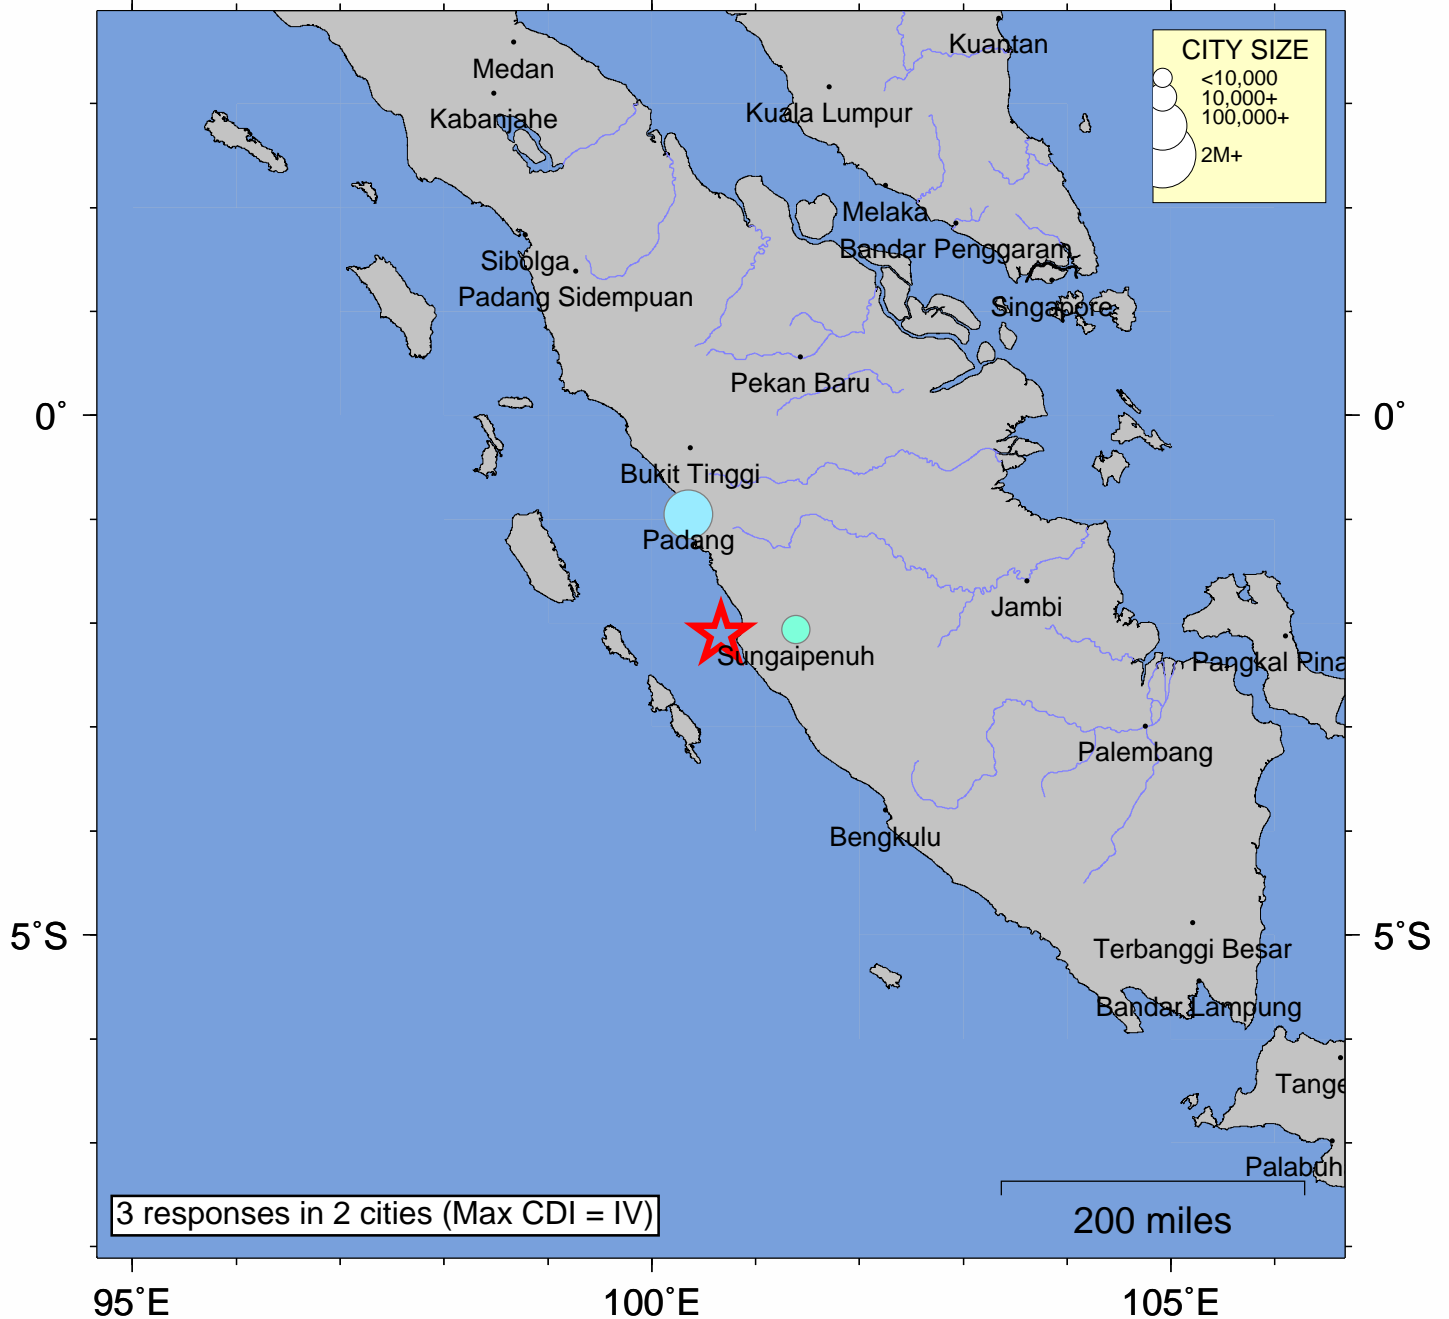 Kuantan
CITY SIZE
<10,000
10,000+
100,000+
2M+
Medan
Kabanjahe
Kuala Lumpur
Melaka
Bandar Penggaram
Sibolga
Padang Sidempuan
Singapore
Pekan Baru
0°
0°
Bukit Tinggi
Padang
Jambi
Sungaipenuh
Pangkal Pina
Palembang
Bengkulu
5°S
5°S
Terbanggi Besar
Bandar Lampung
Tange
Palabuh
3 responses in 2 cities (Max CDI = IV)
200 miles
95°E
100°E
105°E